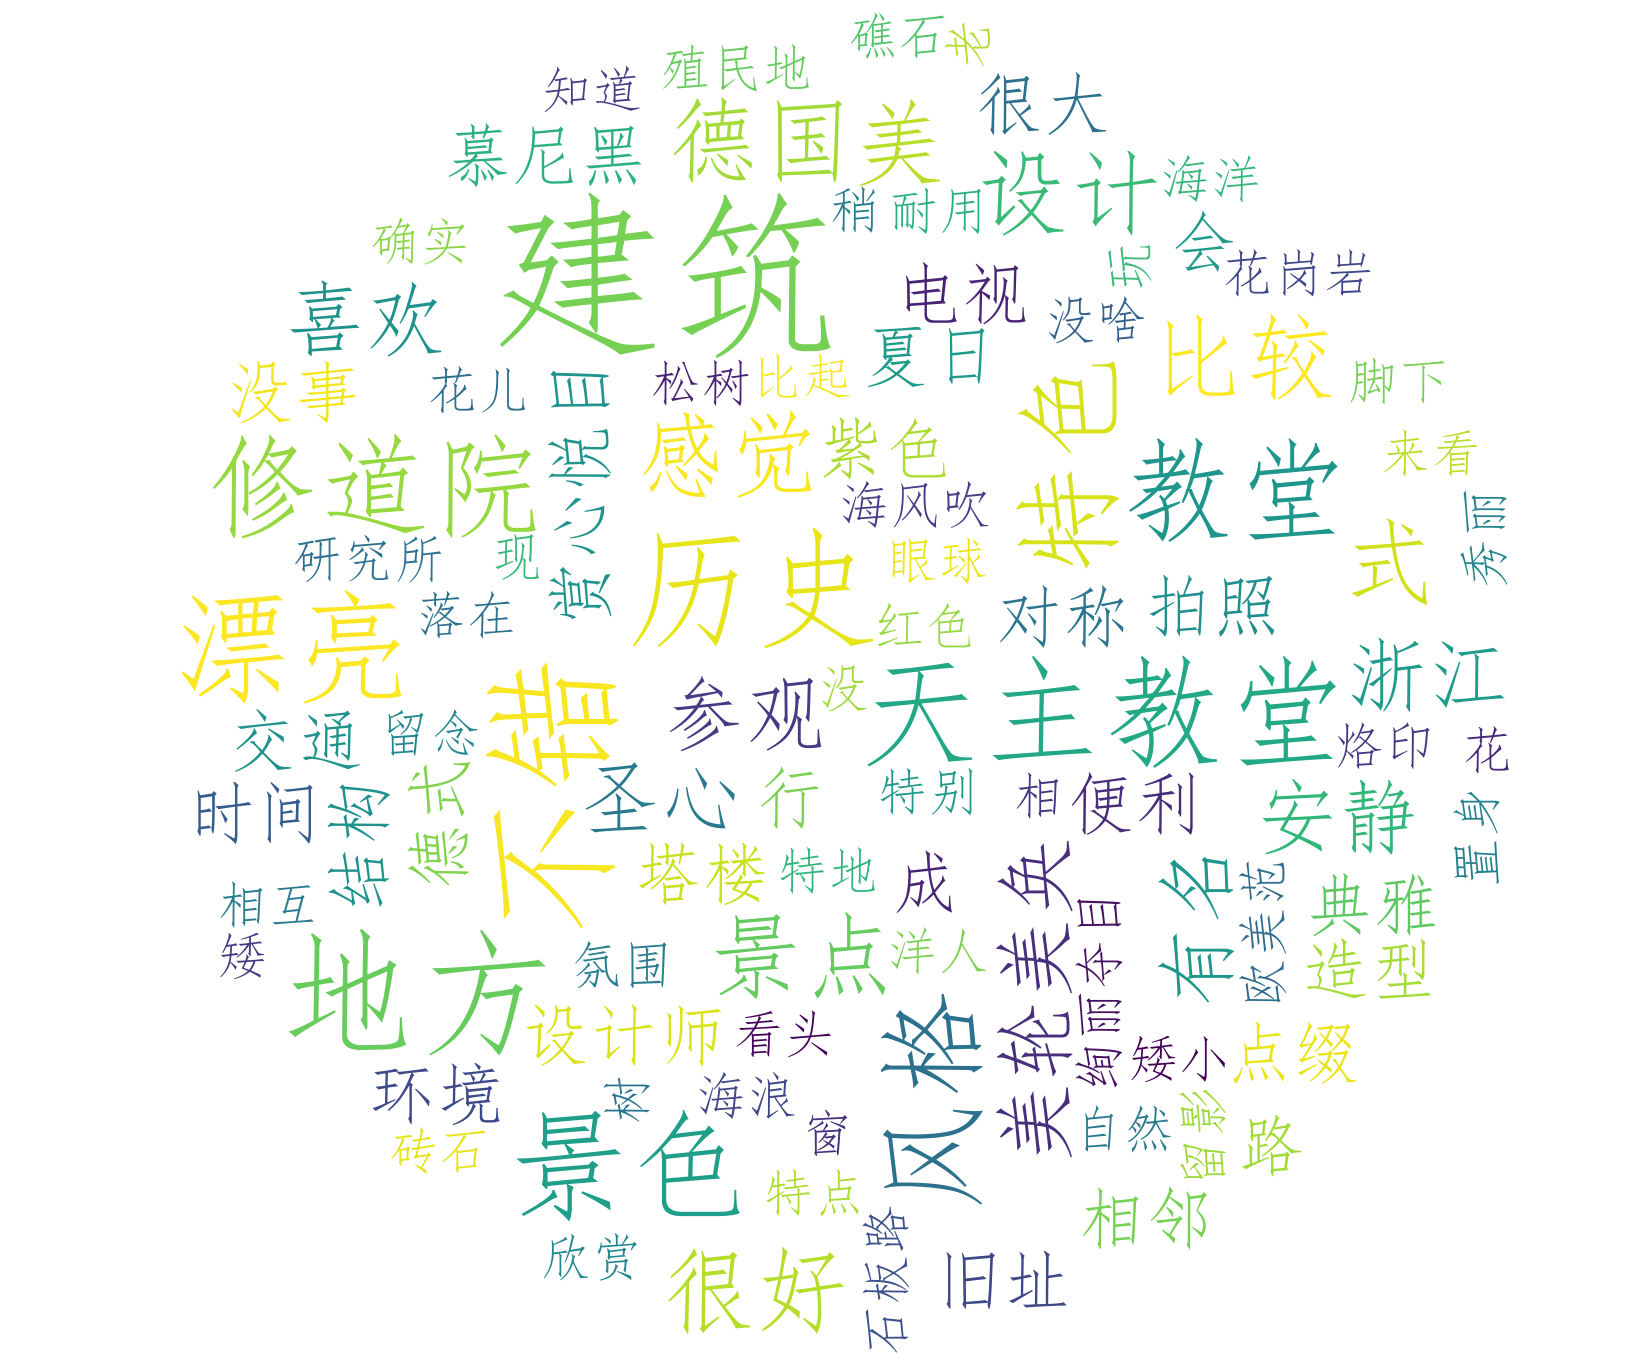 礁石
老
殖民地
知道
很大
德国美
慕尼黑
设计
海洋
稍
耐用
建筑
确实
会
玩
花岗岩
电视
喜欢
没啥
夏日
比较
松树
比起
没事
花儿
赏心悦目
特色
脚下
感觉
紫色
修道院
教堂
来看
海风吹
秀丽
历史
眼球
式
研究所
现
漂亮
落在
红色
对称
拍照
不错
浙江
天主教堂
参观
没
交通
留念
烙印
花
德式
圣心
行
特别
相
便利
时间
结构
安静
置身
塔楼
特地
成
美轮美奂
有名
欧美范
典雅
相互
绚丽夺目
矮
地方
氛围
景点
洋人
造型
设计师
看头
风格
矮小
点缀
环境
树
海浪
窗
自然
留影
路
砖石
景色
特点
相邻
石板路
欣赏
很好
旧址